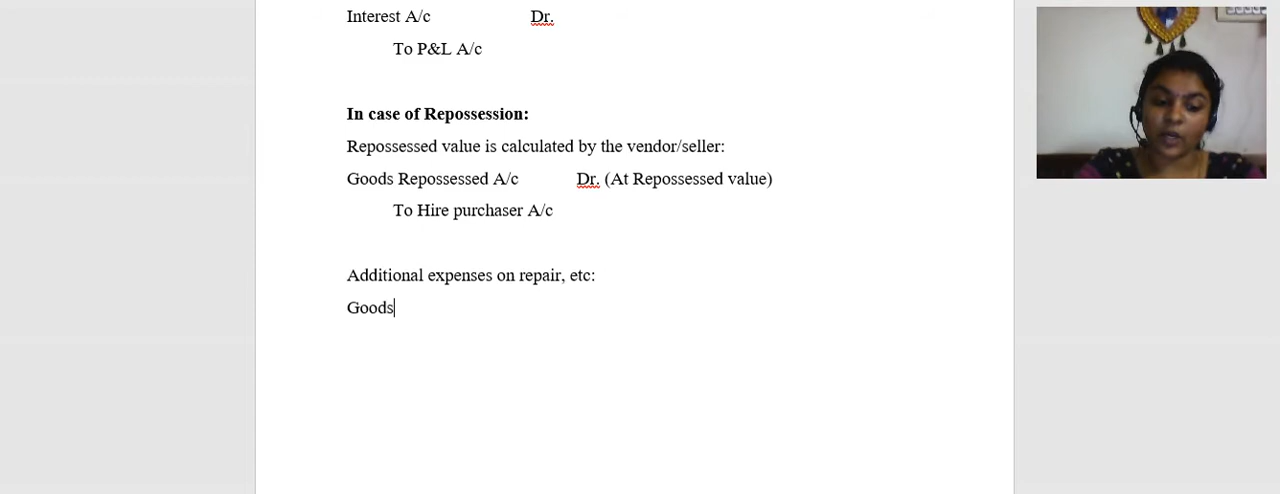 Interest A/c Dr.
To P&L A/c
In case of Repossession:
Repossessed value is calculated by the vendor/seller:
Goods Repossessed A/c Dr. (At Repossessed value)
To Hire purchaser A/c
Additional expenses on repair, etc:
Goods